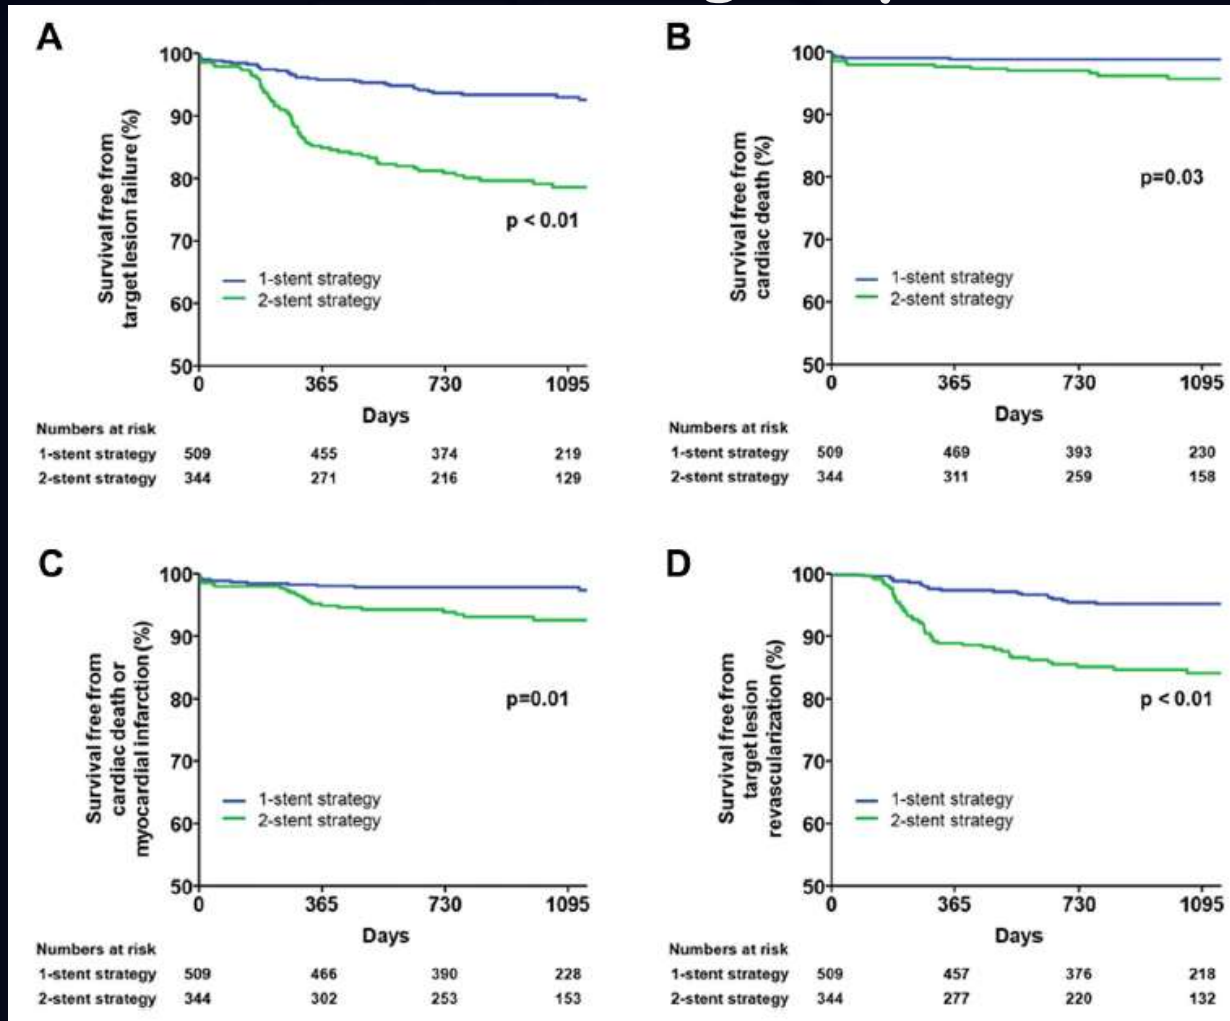 A
Survival free from
target lesion failure (%)
100
90
80
70
60
50
p < 0.01
1-stent strategy
2-stent strategy
0 365 730 1095
Days
Numbers at risk
1-stent strategy 509 455 374 219
2-stent strategy 344 271 216 129
B
Survival free from
cardiac death (%)
100
90
80
70
60
50
p=0.03
1-stent strategy
2-stent strategy
0 365 730 1095
Days
Numbers at risk
1-stent strategy 509 469 393 230
2-stent strategy 344 311 259 158
C
Survival free from
cardiac death or
myocardial infarction (%)
100
90
80
70
60
50
p=0.01
1-stent strategy
2-stent strategy
0 365 730 1095
Days
Numbers at risk
1-stent strategy 509 466 390 228
2-stent strategy 344 302 253 153
D
Survival free from
target lesion
revascularization (%)
100
90
80
70
60
50
p < 0.01
1-stent strategy
2-stent strategy
0 365 730 1095
Days
Numbers at risk
1-stent strategy 509 457 376 218
2-stent strategy 344 277 220 132